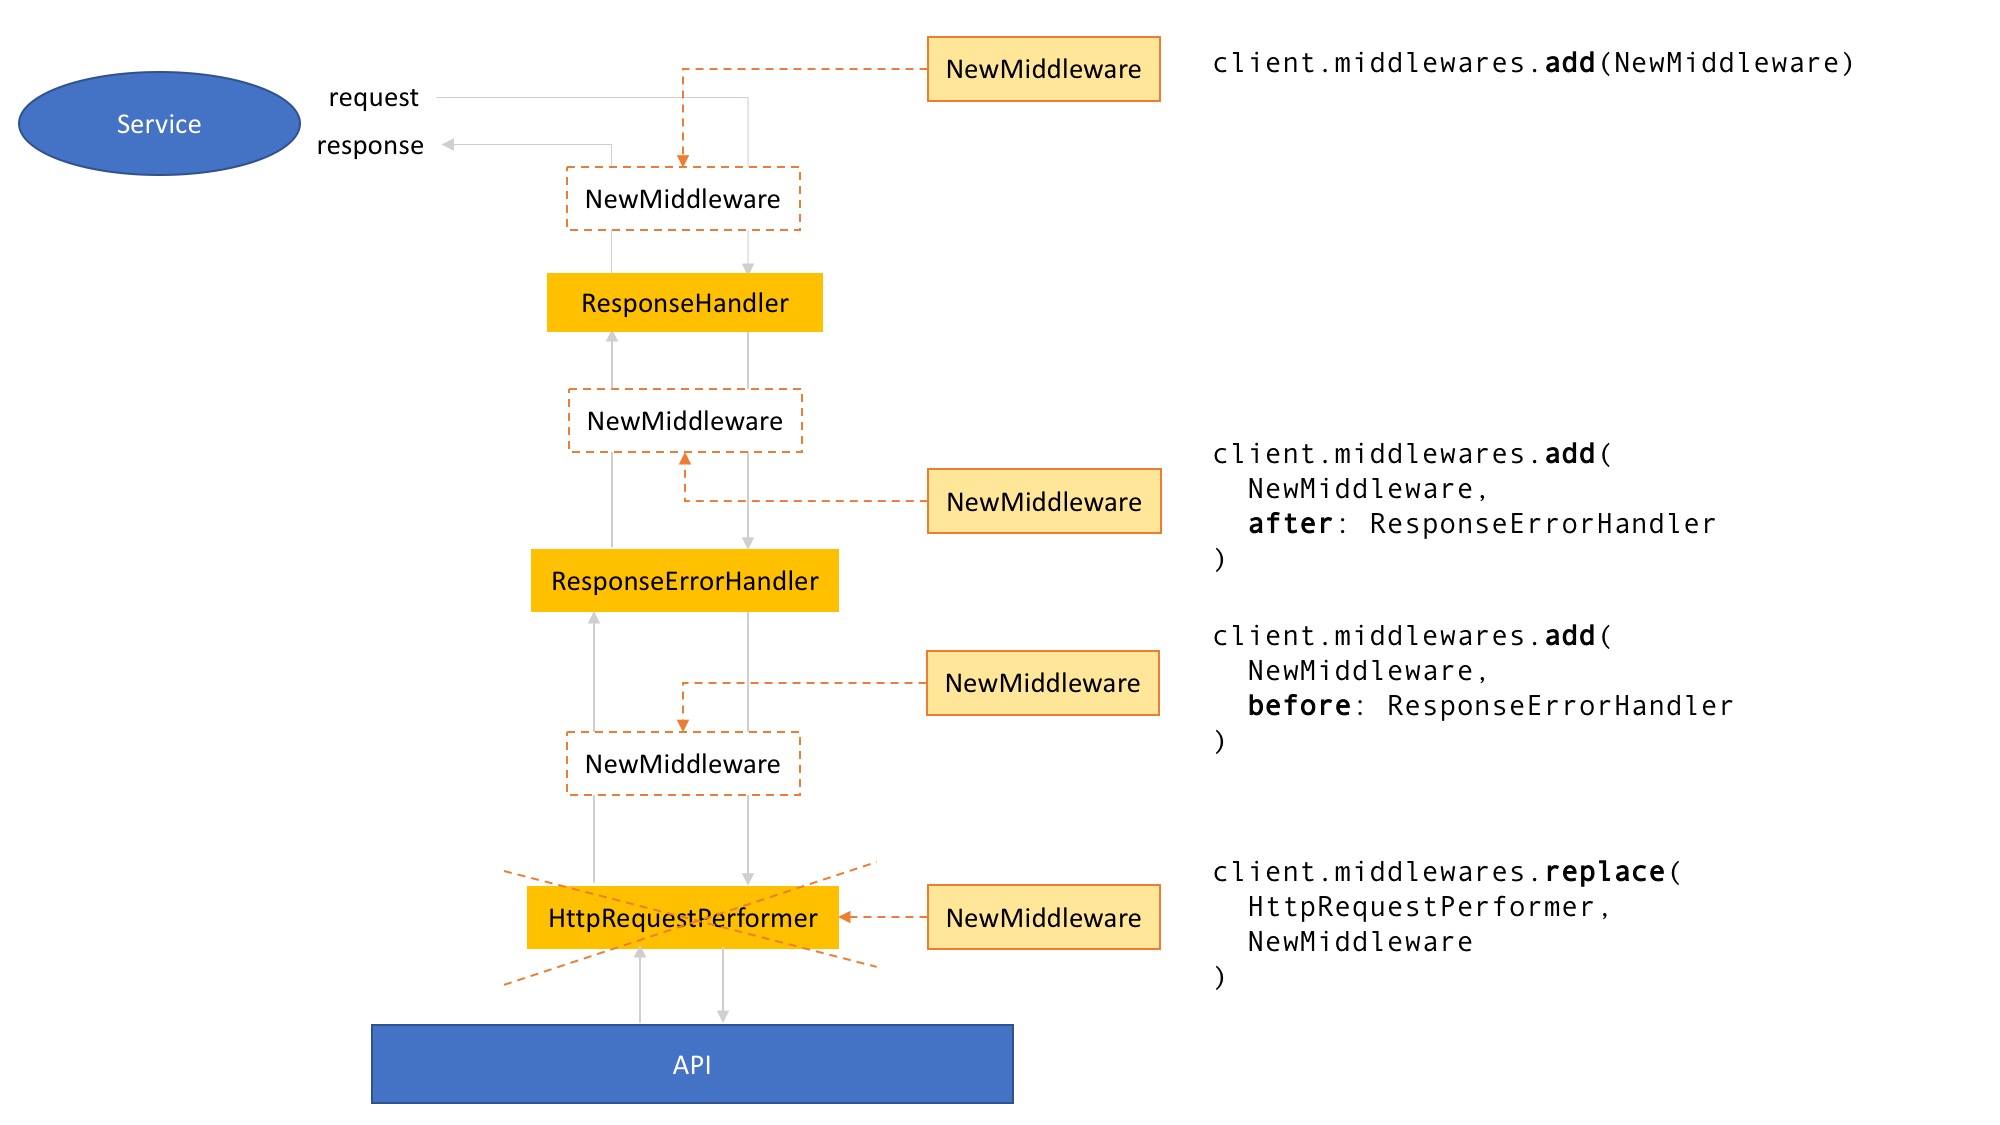 NewMiddleware
client.middlewares.add(NewMiddleware)
request
Service
response
NewMiddleware
ResponseHandler
NewMiddleware
NewMiddleware
client.middlewares.add(
NewMiddleware,
after: ResponseErrorHandler
)
ResponseErrorHandler
NewMiddleware
client.middlewares.add(
NewMiddleware,
before: ResponseErrorHandler
)
NewMiddleware
HttpRequestPerformer
NewMiddleware
client.middlewares.replace(
HttpRequestPerformer,
NewMiddleware
)
API